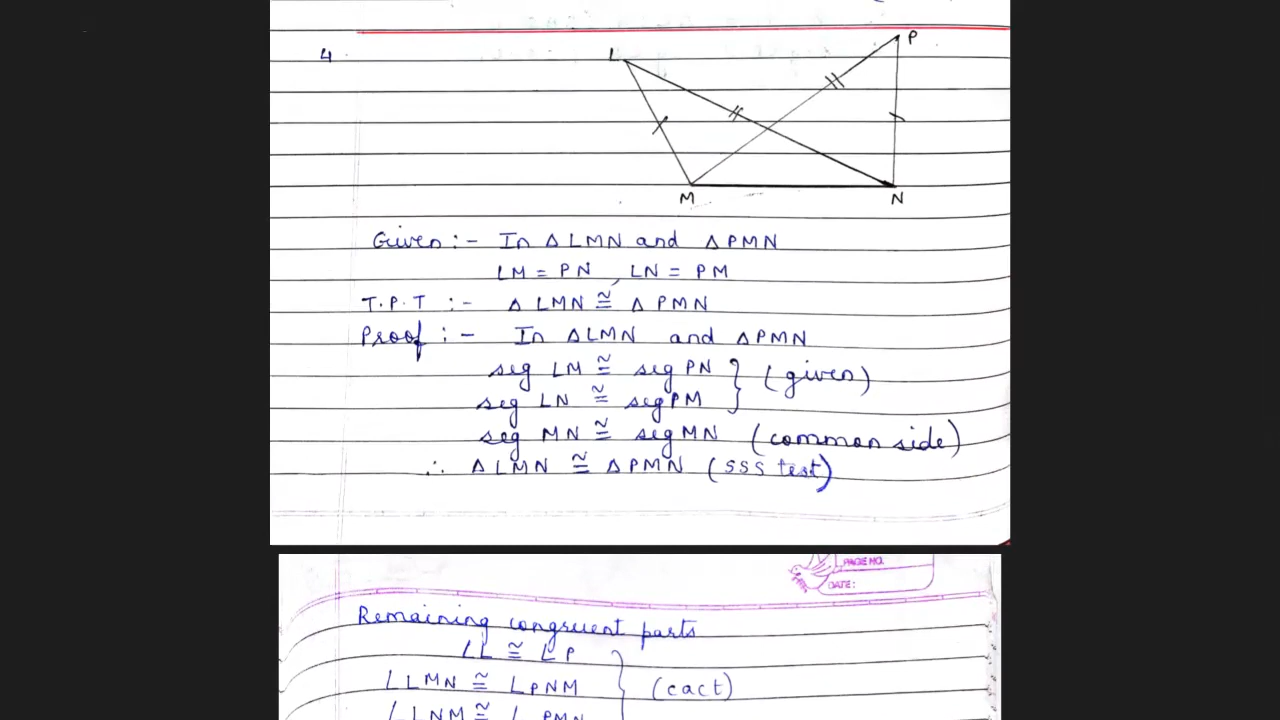 4
L
P
M
N
Given :- In △ LMN and △ PMN
LM = PN , LN = PM
T.P.T :- △ LMN ≅ △ PMN
Proof :- In △LMN and △PMN
seg LM ≅ seg PN } (given)
seg LN ≅ seg PM
seg MN ≅ seg MN (common side)
∴ △LMN ≅ △PMN (SSS test)
PAGE NO.
DATE:
Remaining congruent parts
∠L ≅ ∠P
∠LMN ≅ ∠PNM } (cact)
∠LNM ≅ ∠PMN